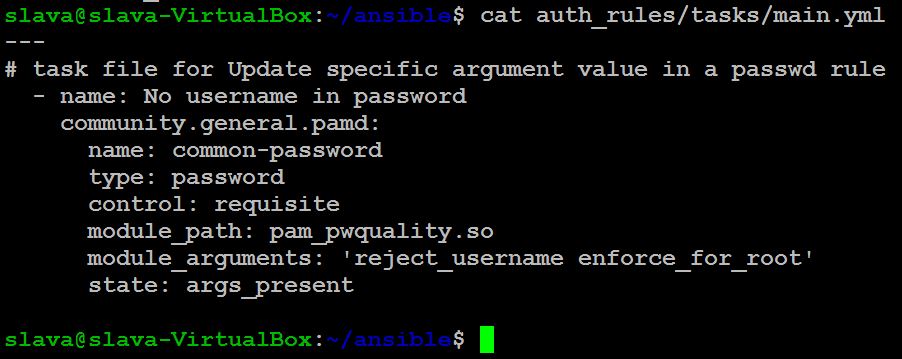 slava@slava-VirtualBox:~/ansible$ cat auth_rules/tasks/main.yml
---
# task file for Update specific argument value in a passwd rule
  - name: No username in password
    community.general.pamd:
      name: common-password
      type: password
      control: requisite
      module_path: pam_pwquality.so
      module_arguments: 'reject_username enforce_for_root'
      state: args_present
slava@slava-VirtualBox:~/ansible$